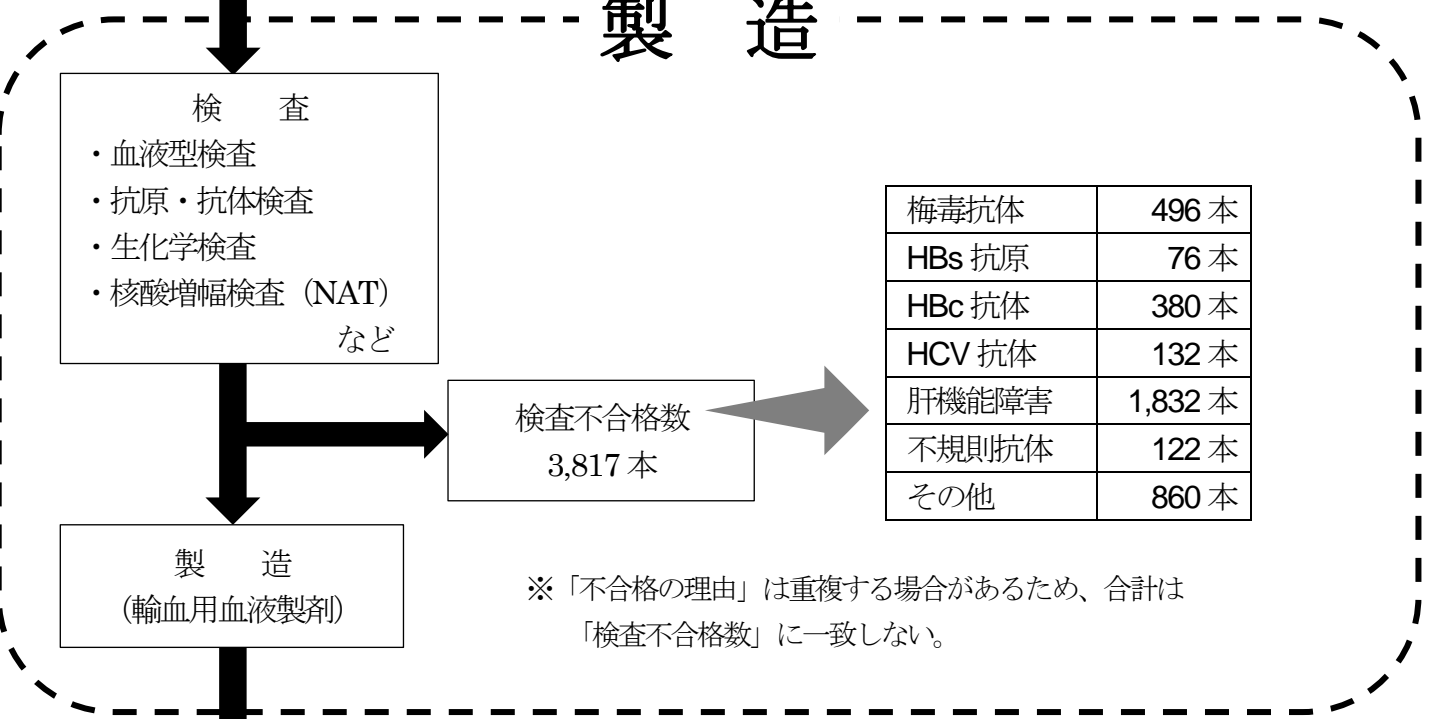 製　造
検　査
・血液型検査
・抗原・抗体検査
・生化学検査
・核酸増幅検査（NAT）
など
検査不合格数
3,817 本
梅毒抗体 496 本
HBs 抗原 76 本
HBc 抗体 380 本
HCV 抗体 132 本
肝機能障害 1,832 本
不規則抗体 122 本
その他 860 本
製　造
（輸血用血液製剤）
※「不合格の理由」は重複する場合があるため、合計は
「検査不合格数」に一致しない。